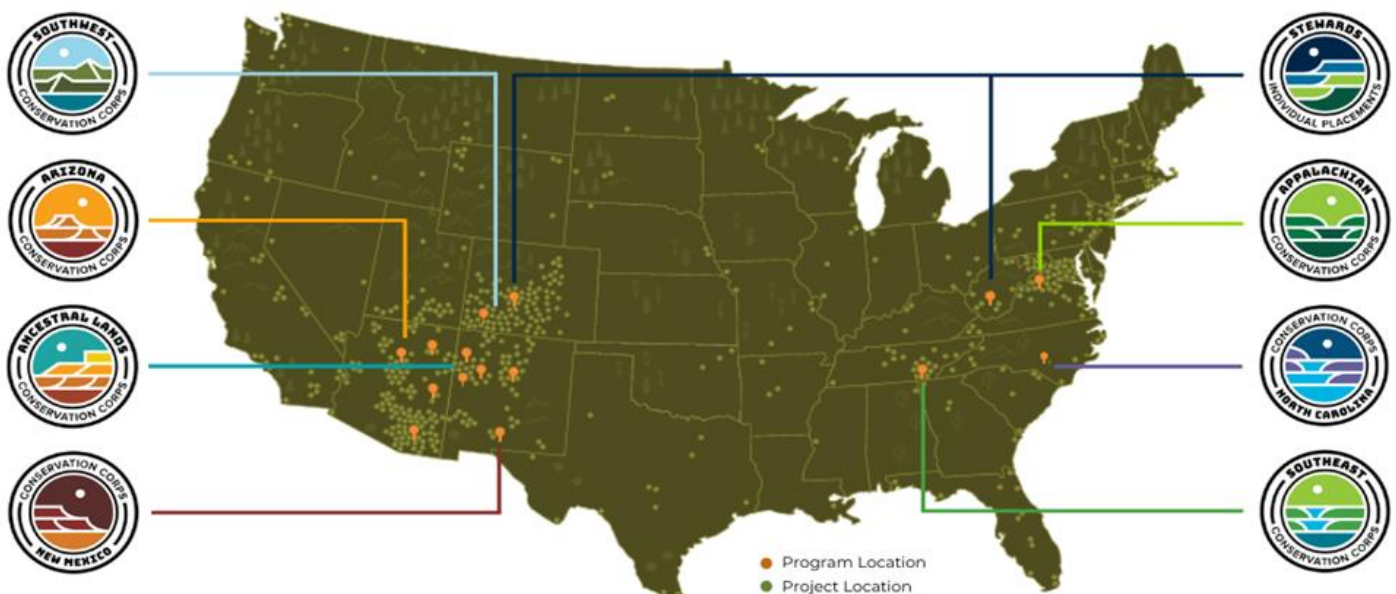 SOUTHWEST
CONSERVATION CORPS
ARIZONA
CONSERVATION CORPS
ANCESTRAL LANDS
CONSERVATION CORPS
CONSERVATION CORPS
NEW MEXICO
STEWARDS
INDIVIDUAL PLACEMENTS
APPALACHIAN
CONSERVATION CORPS
CONSERVATION CORPS
NORTH CAROLINA
SOUTHEAST
CONSERVATION CORPS
Program Location
Project Location